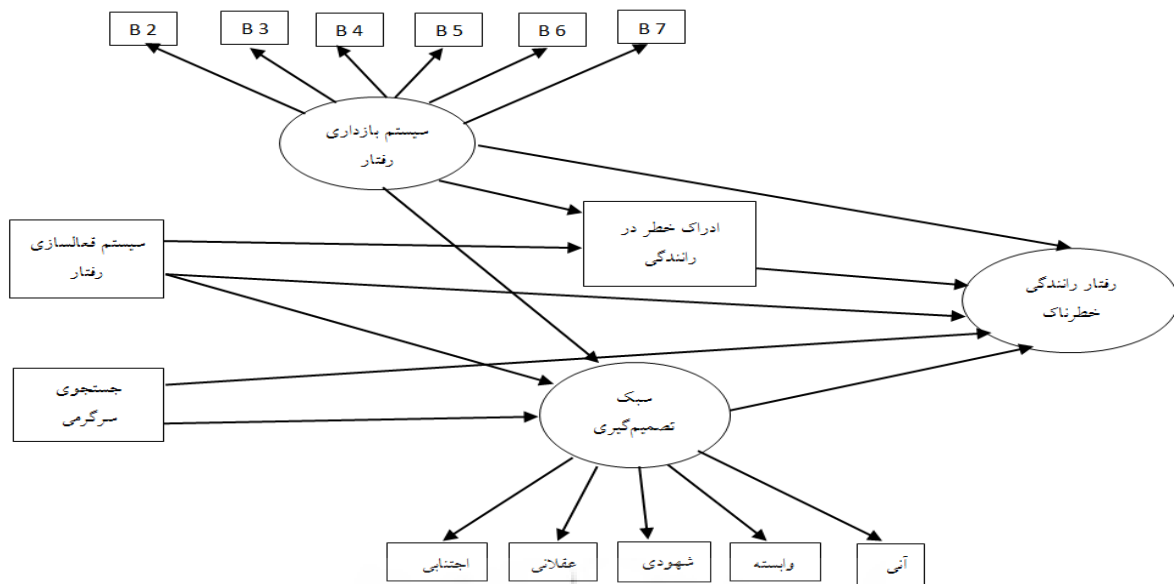 B 2
B 3
B 4
B 5
B 6
B 7
سیستم بازداری
رفتار
سیستم فعالسازی
رفتار
ادراک خطر در
رانندگی
رفتار رانندگی
خطرناک
جستجوی
سرگرمی
سبک
تصمیم‌گیری
آنی
وابسته
شهودی
عقلانی
اجتنابی